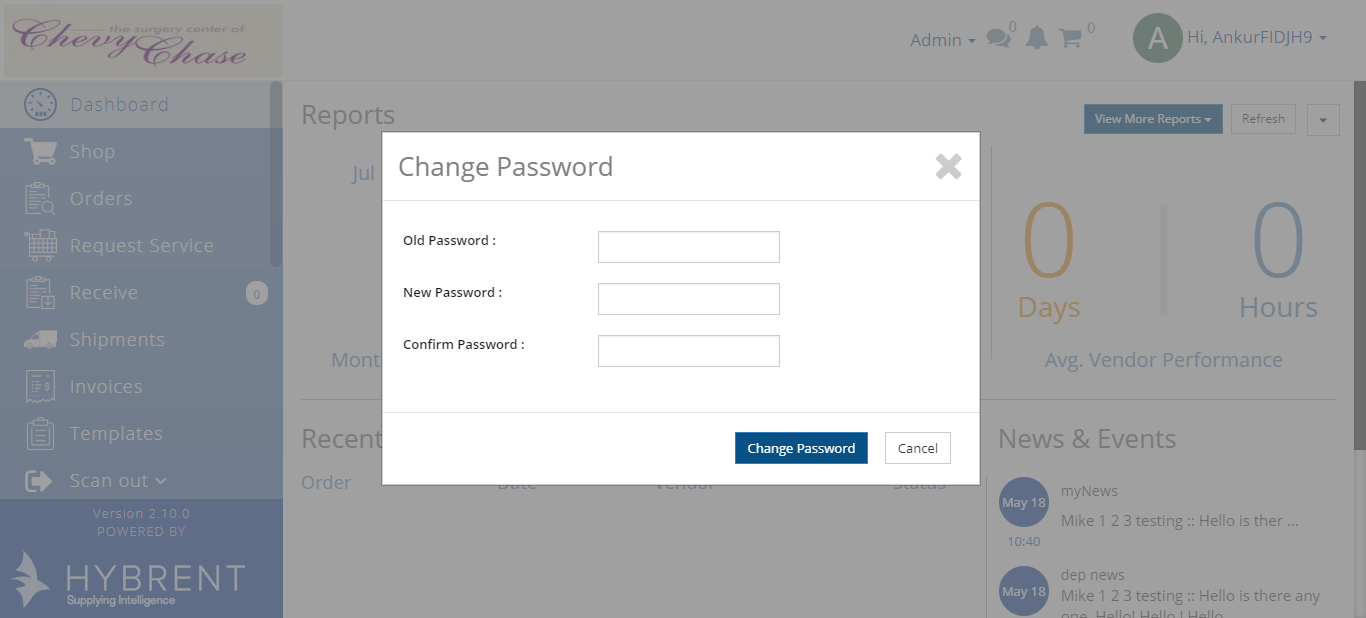 the surgery center of
Chevy Chase
Admin
0
0
A
Hi, AnkurFIDJH9
Dashboard
Shop
Orders
Request Service
Receive
0
Shipments
Invoices
Templates
Scan out
Version 2.10.0
POWERED BY
HYBRENT
Supplying Intelligence
Reports
View More Reports
Refresh
Jul
0
Days
0
Hours
Mont
Avg. Vendor Performance
Change Password
Old Password :
New Password :
Confirm Password :
Change Password
Cancel
Recent
Order
Date
Vendor
Status
News & Events
May 18
10:40
myNews
Mike 1 2 3 testing :: Hello is ther ...
May 18
dep news
Mike 1 2 3 testing :: Hello is there any
one, Hello! Hello ! Hello